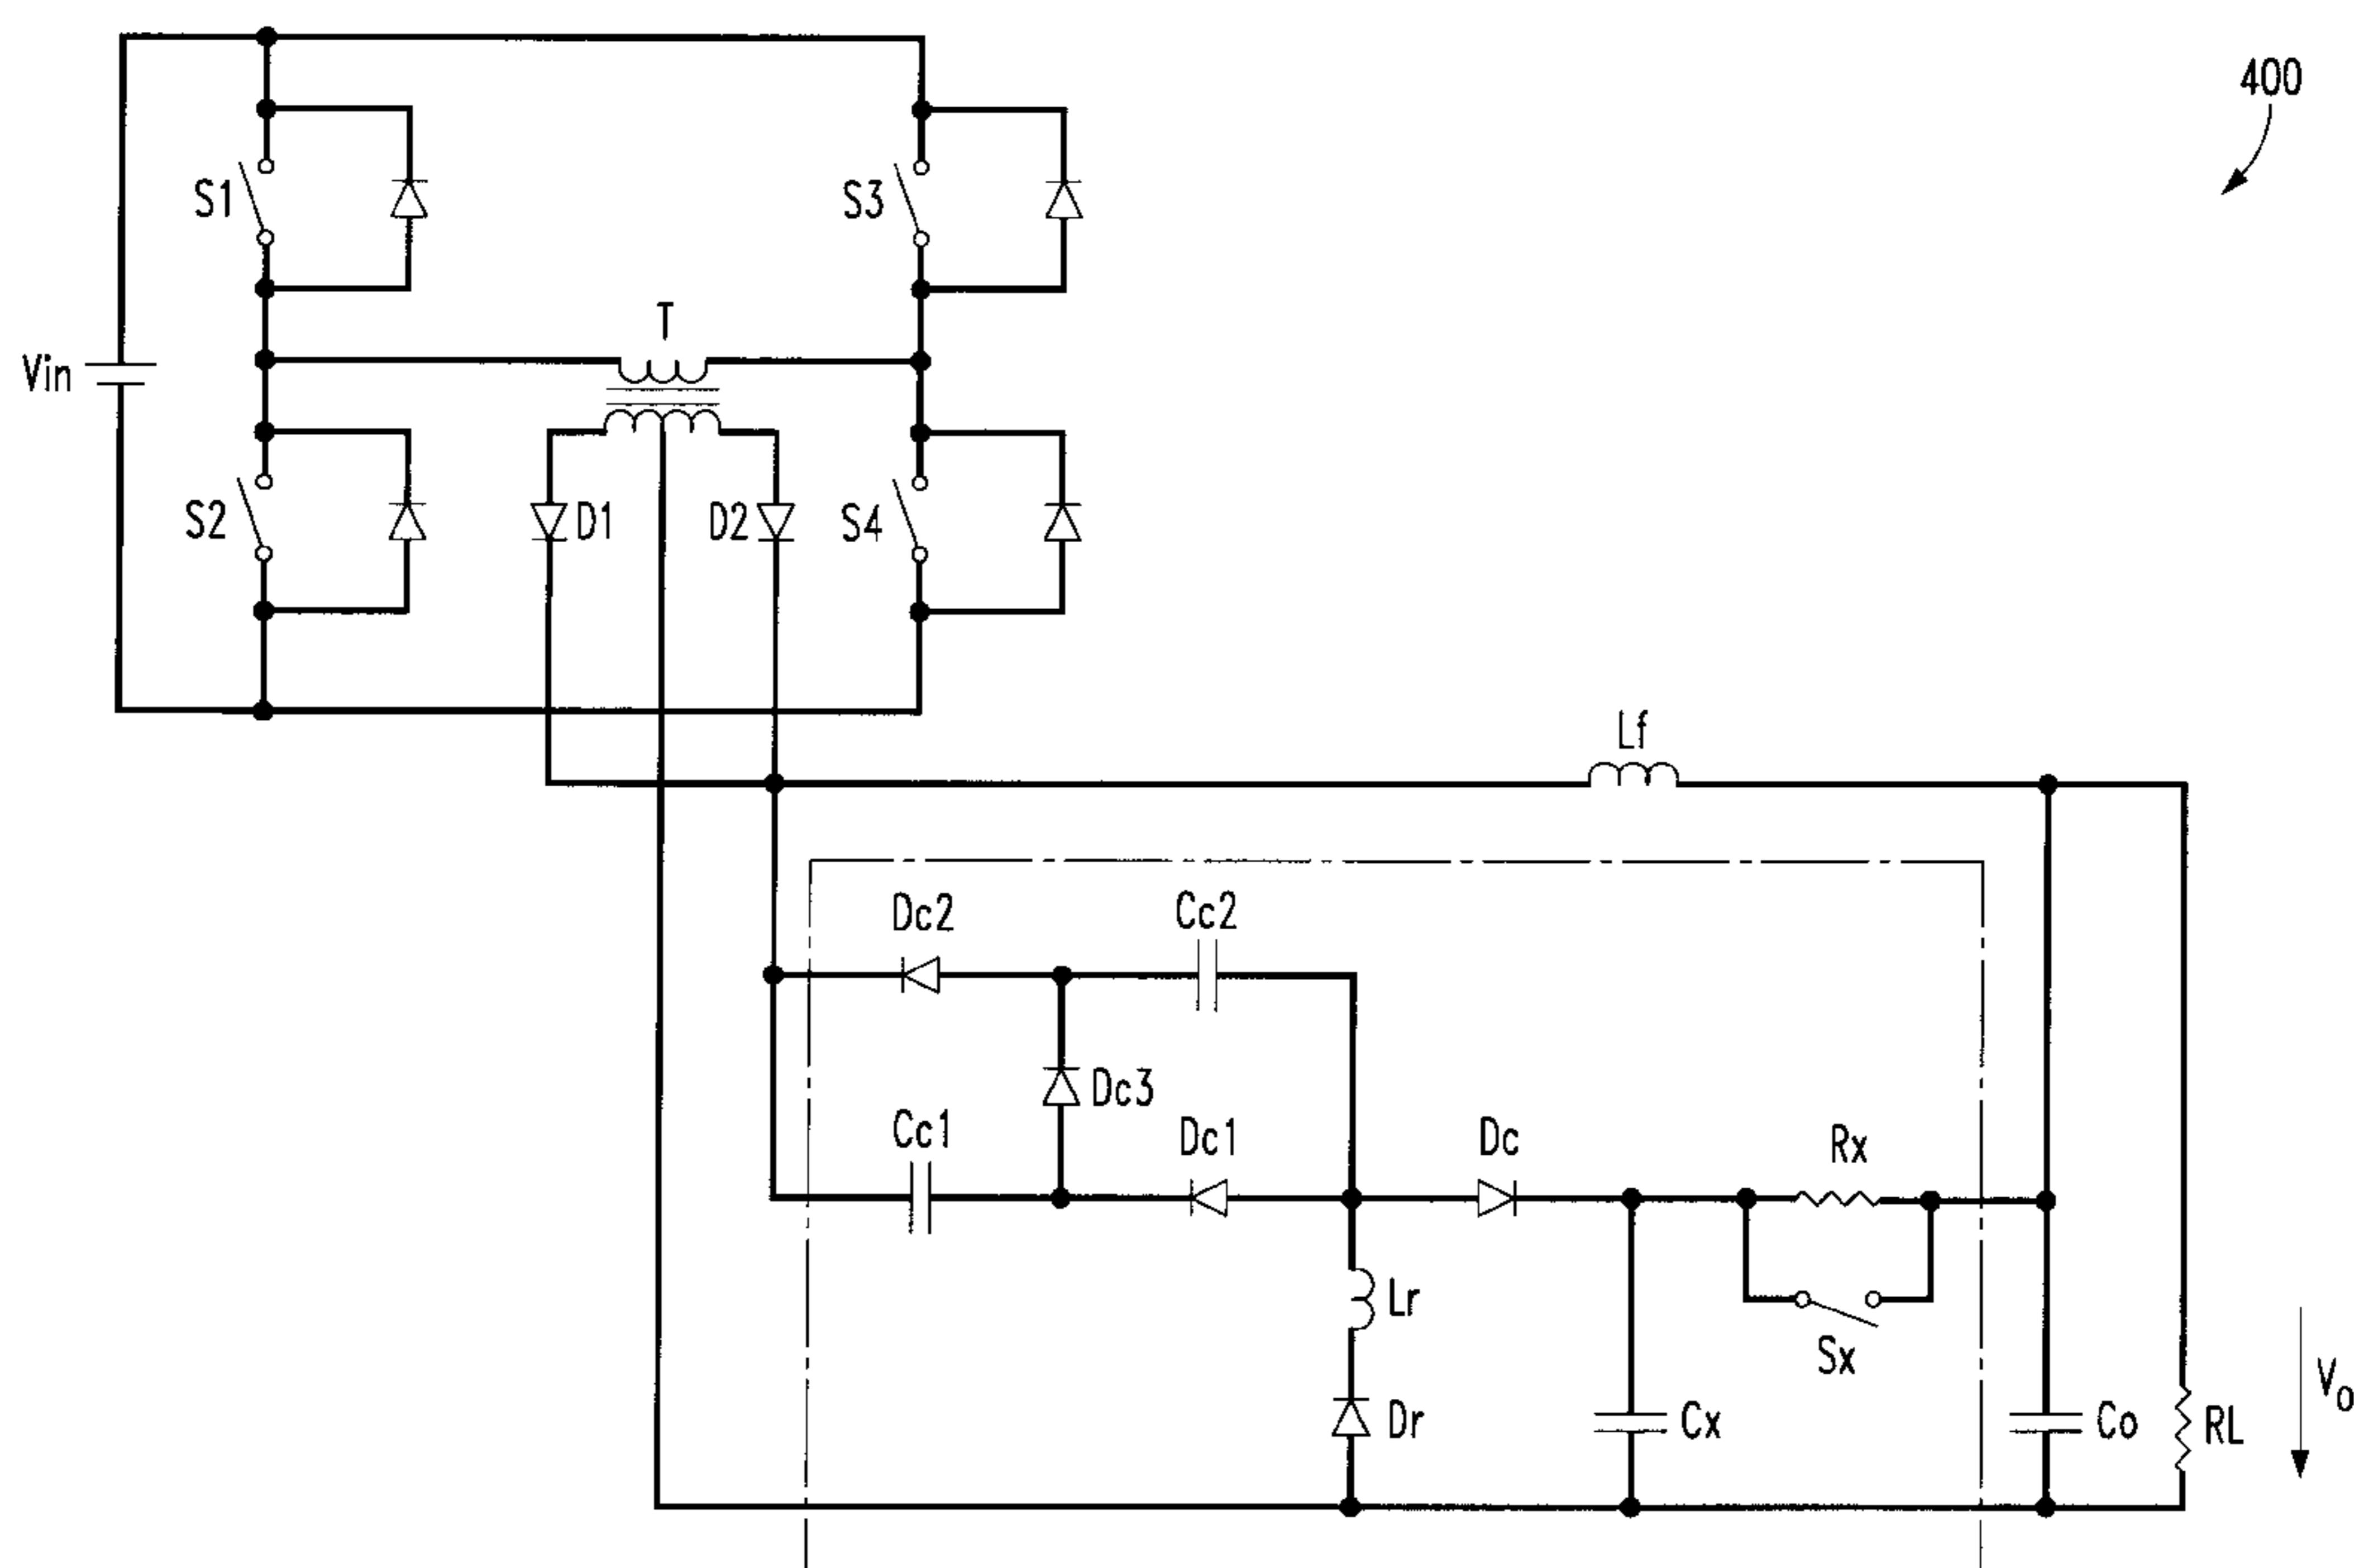 400
S1
S3
T
Vin
S2
D1
D2
S4
Lf
Dc2
Cc2
Dc3
Cc1
Dc1
Dc
Rx
Lr
Sx
Dr
Cx
Co
RL
Vo